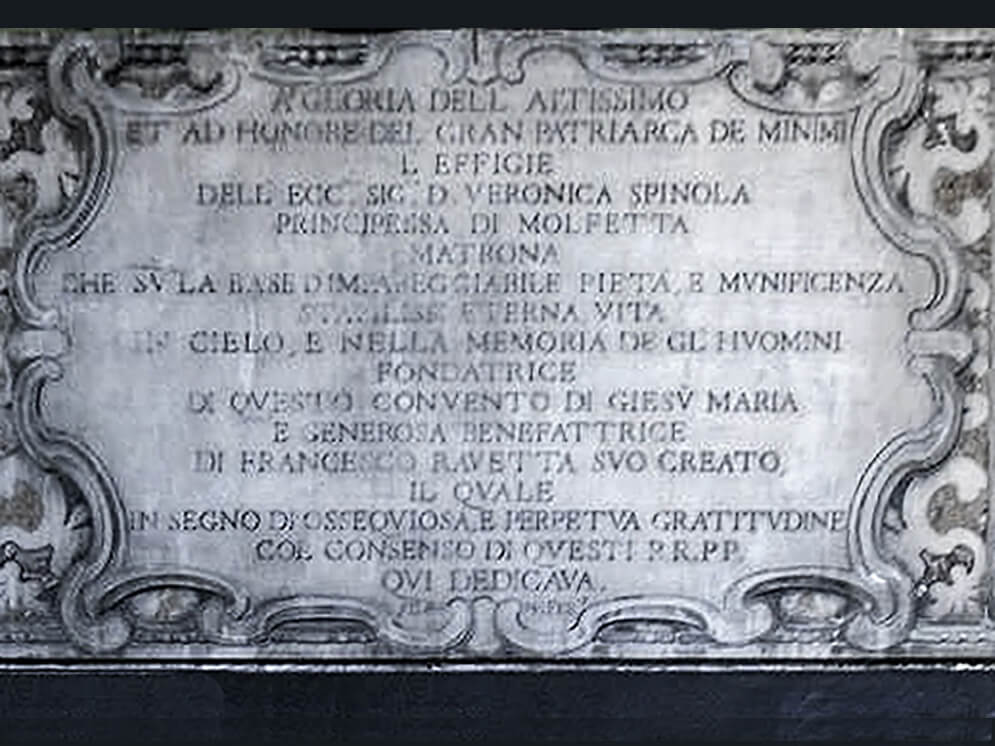 A GLORIA DELL ALTISSIMO
ET AD HONORE DEL GRAN PATRIARCA DE MINIMI
L EFFIGIE
DELL ECC. SIG. D. VERONICA SPINOLA
PRINCIPESSA DI MOLFETTA
MATRONA
CHE SV LA BASE D IMPAREGGIABILE PIETA, E MVNIFICENZA
STABILISSE ETERNA VITA
IN CIELO, E NELLA MEMORIA DE GL HVOMINI
FONDATRICE
DI QVESTO CONVENTO DI GIESV MARIA
E GENEROSA BENEFATTRICE
DI FRANCESCO RAVETTA SVO CREATO,
IL QVALE
IN SEGNO DI OSSEQVIOSA, E PERPETVA GRATITVDINE
COL CONSENSO DI QVESTI P.R.P.P.
QVI DEDICAVA.